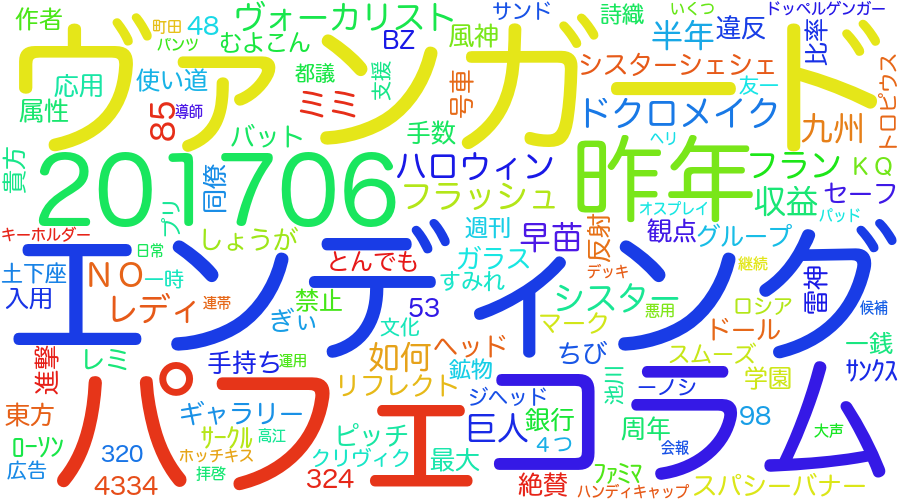 作者
町田
48
ヴォーカリスト
サンド
詩織
いくつ
ドッペルゲンガー
パンツ
むよこん
BZ
風神
半年
違反
比率
ヴァンガード
応用
使い道
都議
支援
シスターシェシェ
友一
属性
85
導師
ミミ
号車
ドクロメイク
九州
トロピウス
バット
手数
ヘリ
貴方
201706
同僚
プリ
ハロウィン
昨年
フラン
KQ
フラッシュ
収益
セーフ
オスプレイ
パッド
キーホルダー
日常
しょうが
週刊
早苗
反射
観点
グループ
エンディング
土下座
NO
一時
とんでも
ガラス
すみれ
デッキ
継続
雷神
入用
レディ
連帯
禁止
53
シスター
悪用
ロシア
候補
ぎぃ
文化
マーク
ドール
一銭
進撃
レミ
手持ち
運用
如何
ヘッド
鉱物
ちび
スムーズ
学園
サンクス
リフレクト
ジヘッド
池川
ニノシ
パフェ
コラム
東方
ギャラリー
巨人
銀行
周年
98
ローソン
サークル
高江
ピッチ
4つ
会報
大声
広告
320
ホッチキス
拝啓
クリヴィク
最大
4334
324
絶賛
ファミマ
ハンディキャップ
スパシーバナー